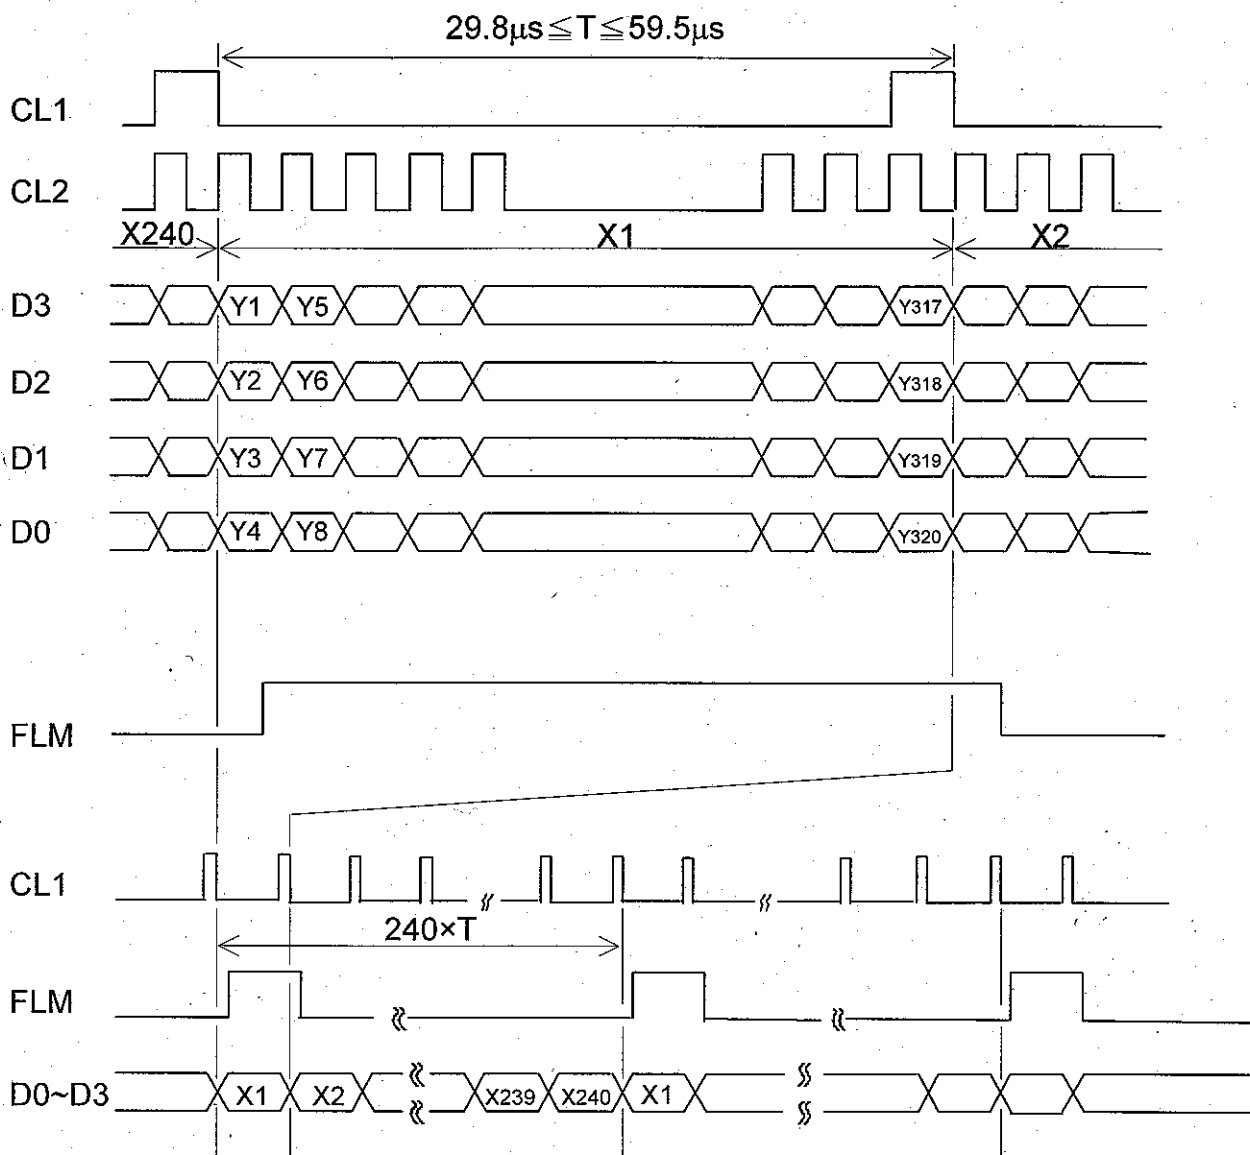 29.8μs≦T≦59.5μs
CL1
CL2
X240 X1 X2
D3 Y1 Y5 Y317
D2 Y2 Y6 Y318
D1 Y3 Y7 Y319
D0 Y4 Y8 Y320
FLM
CL1
240×T
FLM
D0~D3 X1 X2 X239 X240 X1